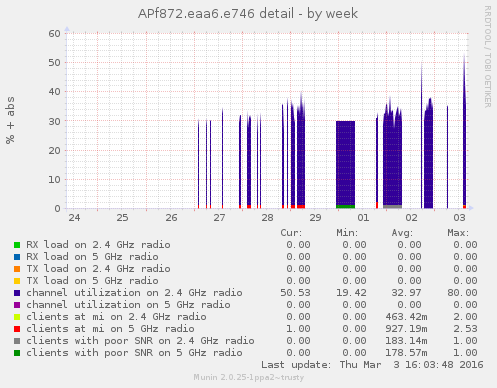 APf872.eaa6.e746 detail - by week
RRDTOOL / TOBI OETIKER
% + abs
60
50
40
30
20
10
0
24 25 26 27 28 29 01 02 03
Cur: Min: Avg: Max:
RX load on 2.4 GHz radio 0.00 0.00 0.00 0.00
RX load on 5 GHz radio 0.00 0.00 0.00 0.00
TX load on 2.4 GHz radio 0.00 0.00 0.00 0.00
TX load on 5 GHz radio 0.00 0.00 0.00 0.00
channel utilization on 2.4 GHz radio 50.53 19.42 32.97 80.00
channel utilization on 5 GHz radio 0.00 0.00 0.00 0.00
clients at mi on 2.4 GHz radio 0.00 0.00 463.42m 2.00
clients at mi on 5 GHz radio 1.00 0.00 927.19m 2.53
clients with poor SNR on 2.4 GHz radio 0.00 0.00 183.14m 1.00
clients with poor SNR on 5 GHz radio 0.00 0.00 178.57m 1.00
Last update: Thu Mar 3 16:03:48 2016
Munin 2.0.25-1ppa2~trusty